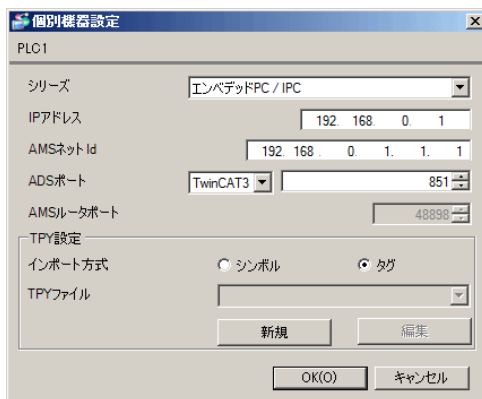 個別機器設定
PLC1
シリーズ エンベデッドPC / IPC
IPアドレス 192. 168. 0. 1
AMSネット Id 192. 168. 0. 1. 1. 1
ADSポート TwinCAT3 851
AMSルータポート 48898
TPY設定
インポート方式 シンボル タグ
TPYファイル
新規 編集
OK(O) キャンセル